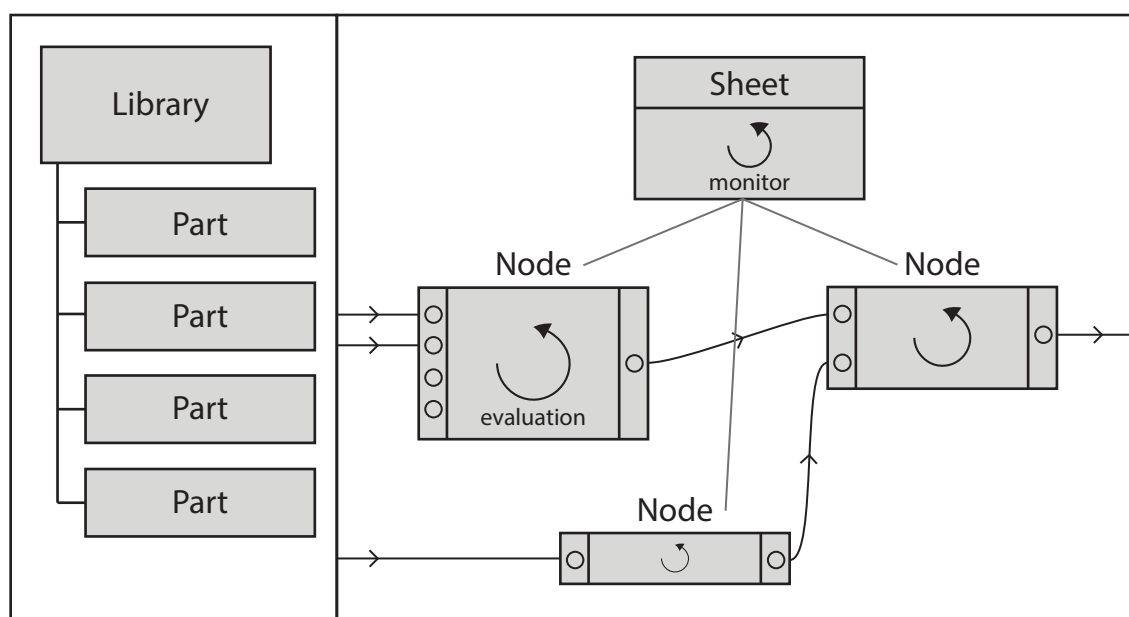 Library
Part
Part
Part
Part
Sheet
monitor
Node
evaluation
Node
Node